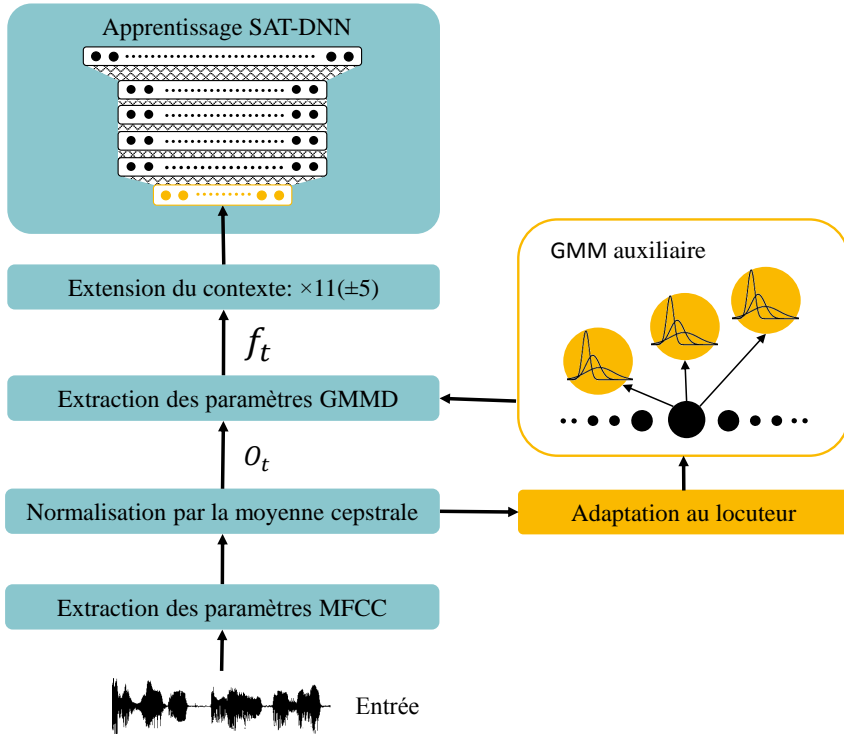 Apprentissage SAT-DNN
Extension du contexte: ×11(±5)
GMM auxiliaire
f_t
Extraction des paramètres GMMD
o_t
Normalisation par la moyenne cepstrale
Adaptation au locuteur
Extraction des paramètres MFCC
Entrée